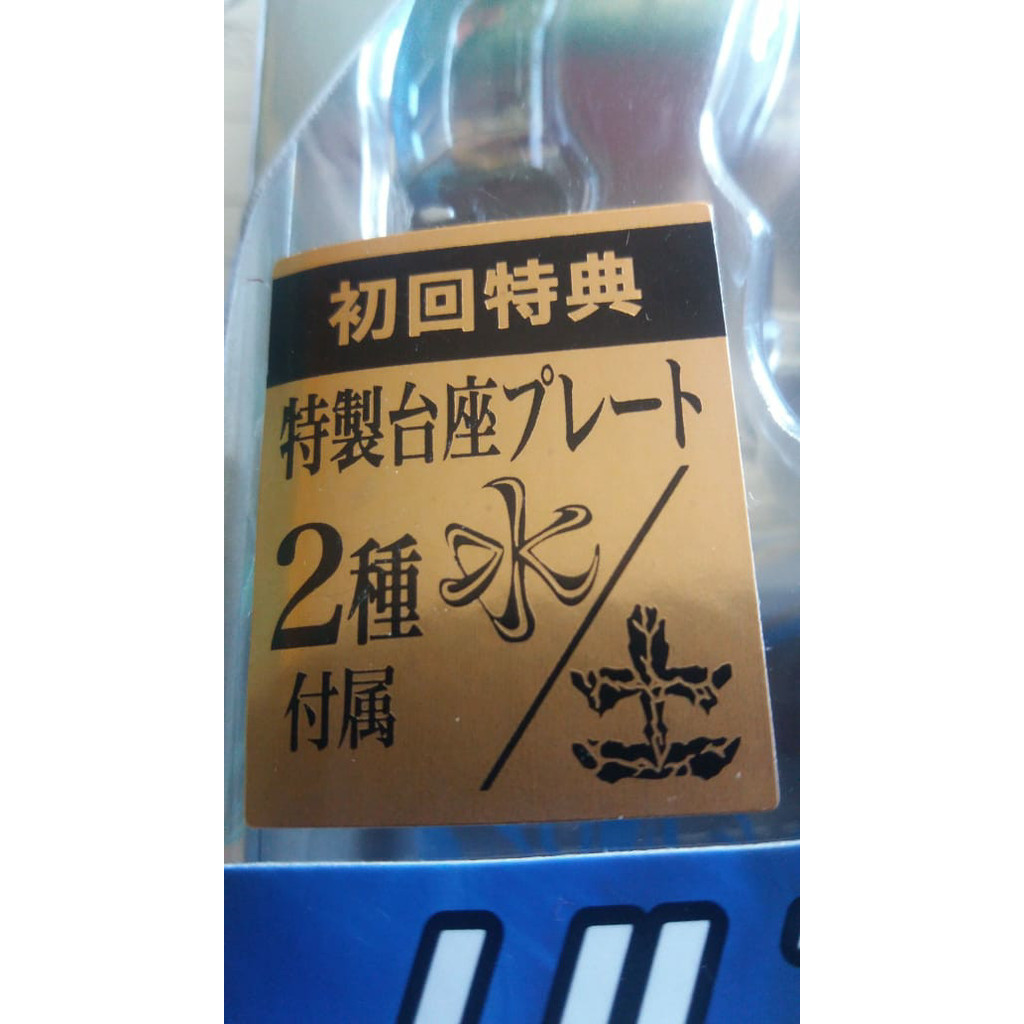 初回特典
特製台座プレート
2種 水/土
付属